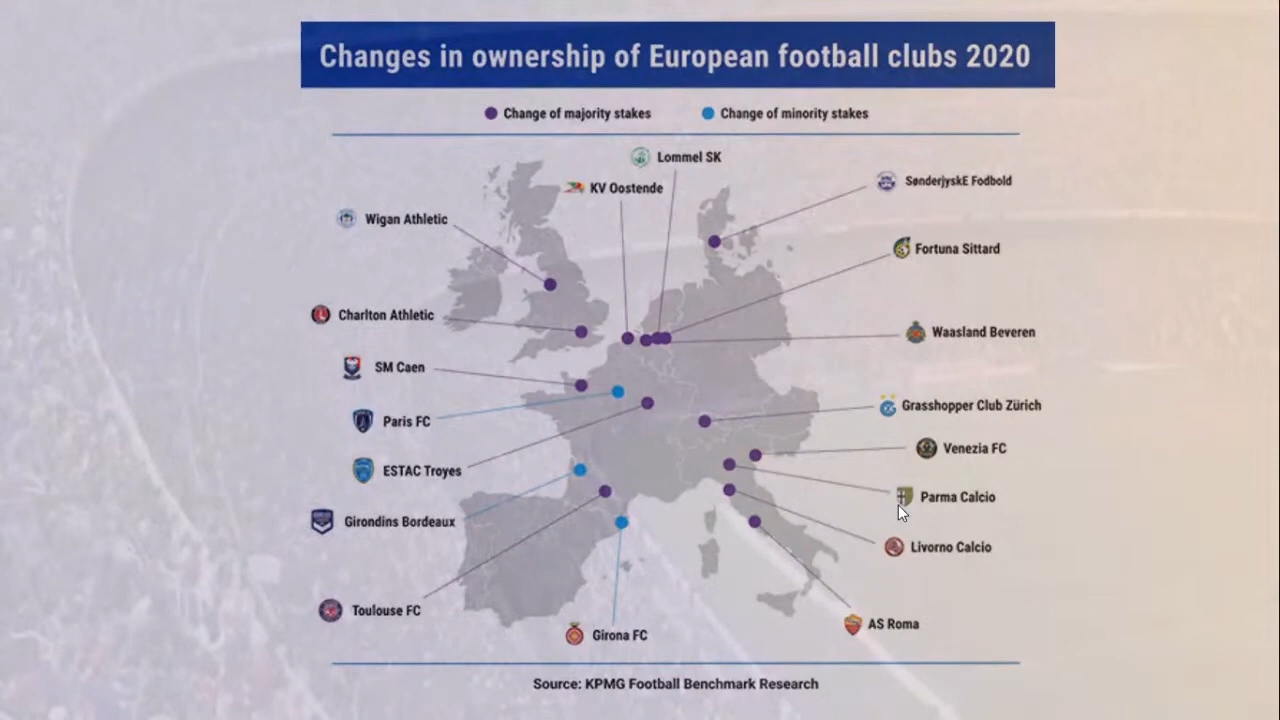 Changes in ownership of European football clubs 2020
Change of majority stakes
Change of minority stakes
Lommel SK
KV Oostende
SønderjyskE Fodbold
Wigan Athletic
Fortuna Sittard
Charlton Athletic
Waasland Beveren
SM Caen
Grasshopper Club Zürich
Paris FC
Venezia FC
ESTAC Troyes
Parma Calcio
Girondins Bordeaux
Livorno Calcio
Toulouse FC
AS Roma
Girona FC
Source: KPMG Football Benchmark Research